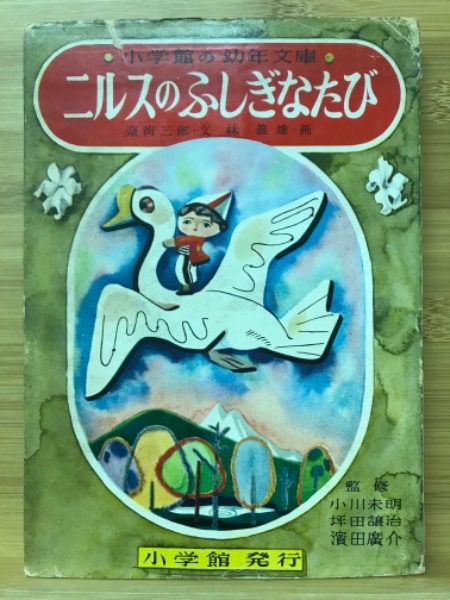 小学館の幼年文庫
ニルスのふしぎなたび
奈街三郎・文 林 義雄・画
監修
小川未明
坪田譲治
濱田廣介
小学館 発行